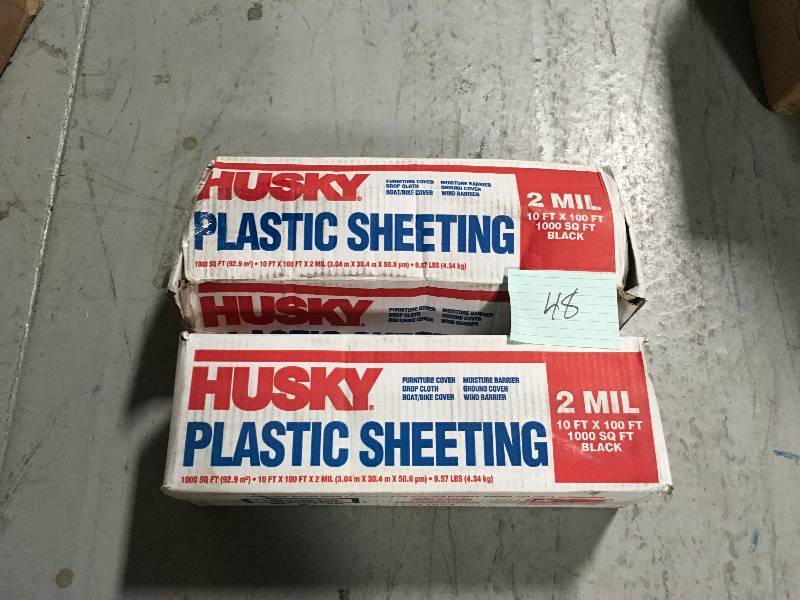 HUSKY®
FURNITURE COVER MOISTURE BARRIER
DROP CLOTH GROUND COVER
BOAT/BIKE COVER WIND BARRIER
PLASTIC SHEETING
1000 SQ FT (92.9 m²) • 10 FT X 100 FT X 2 MIL (3.04 m X 30.4 m X 50.8 µm) • 9.57 LBS (4.34 kg)
2 MIL
10 FT X 100 FT
1000 SQ FT
BLACK
HUSKY®
FURNITURE COVER MOISTURE BARRIER
DROP CLOTH GROUND COVER
BOAT/BIKE COVER WIND BARRIER
48
HUSKY®
FURNITURE COVER MOISTURE BARRIER
DROP CLOTH GROUND COVER
BOAT/BIKE COVER WIND BARRIER
PLASTIC SHEETING
1000 SQ FT (92.9 m²) • 10 FT X 100 FT X 2 MIL (3.04 m X 30.4 m X 50.8 µm) • 9.57 LBS (4.34 kg)
2 MIL
10 FT X 100 FT
1000 SQ FT
BLACK